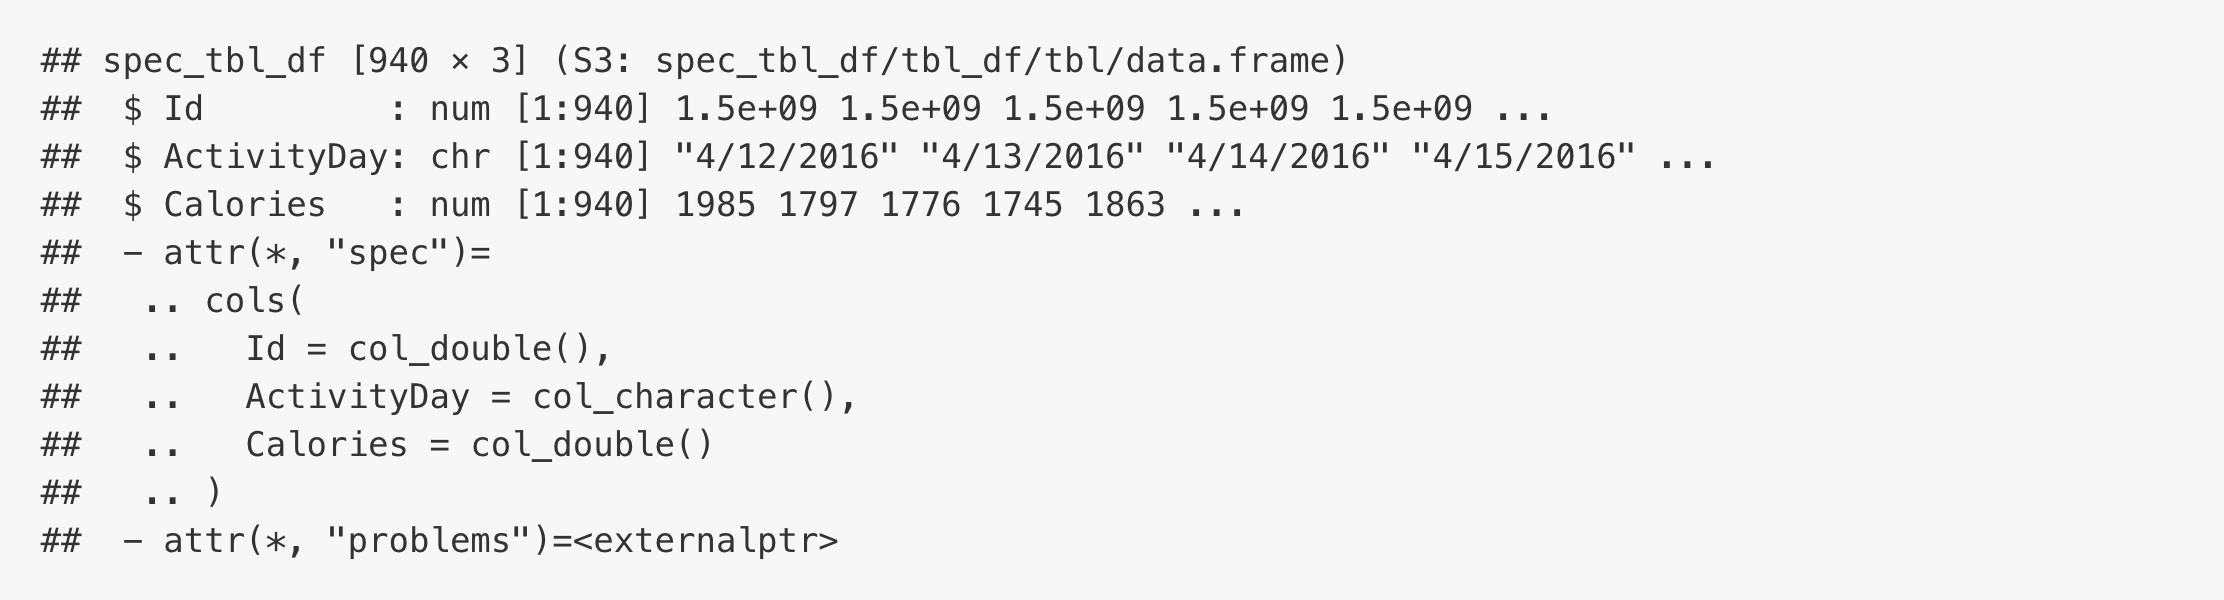 ## spec_tbl_df [940 × 3] (S3: spec_tbl_df/tbl_df/tbl/data.frame)
##  $ Id         : num [1:940] 1.5e+09 1.5e+09 1.5e+09 1.5e+09 1.5e+09 ...
##  $ ActivityDay: chr [1:940] "4/12/2016" "4/13/2016" "4/14/2016" "4/15/2016" ...
##  $ Calories   : num [1:940] 1985 1797 1776 1745 1863 ...
##  - attr(*, "spec")=
##   .. cols(
##   ..   Id = col_double(),
##   ..   ActivityDay = col_character(),
##   ..   Calories = col_double()
##   .. )
##  - attr(*, "problems")=<externalptr>